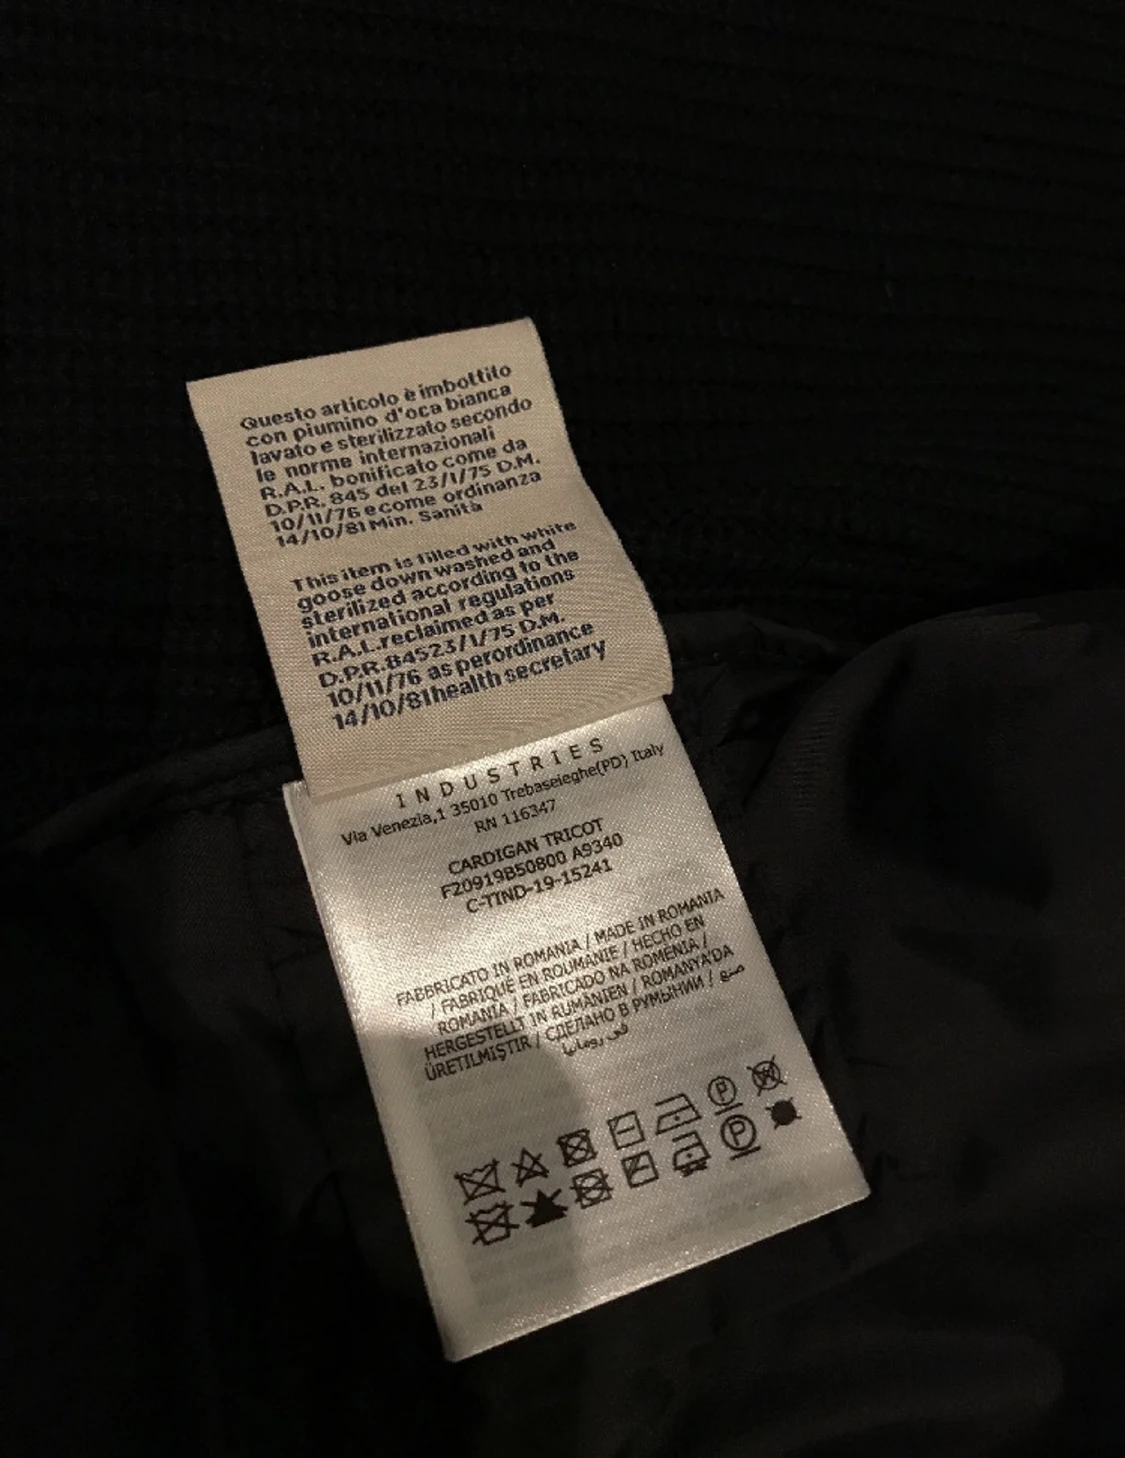 Questo articolo è imbottito
con piumino d'oca bianca
lavato e sterilizzato secondo
le norme internazionali
R.A.L. bonificato come da
D.P.R. 845 del 23/1/75 D.M.
10/11/76 e come ordinanza
14/10/81 Min. Sanità
This item is filled with white
goose down washed and
sterilized according to the
international regulations
R.A.L.reclaimed as per
D.P.R.84523/1/75 D.M.
10/11/76 as perordinance
14/10/81health secretary
INDUSTRIES
Via Venezia,1 35010 Trebaseleghe(PD) Italy
RN 116347
CARDIGAN TRICOT
F20919B50800 A9340
C-TIND-19-15241
FABBRICATO IN ROMANIA / MADE IN ROMANIA
/ FABRIQUÉ EN ROUMANIE / HECHO EN
ROMANIA / FABRICADO NA ROMENIA /
HERGESTELLT IN RUMÄNIEN / ROMANYA'DA
ÜRETILMIŞTIR / СДЕЛАНО В РУМЫНИИ / صنع
في رومانيا
P
P